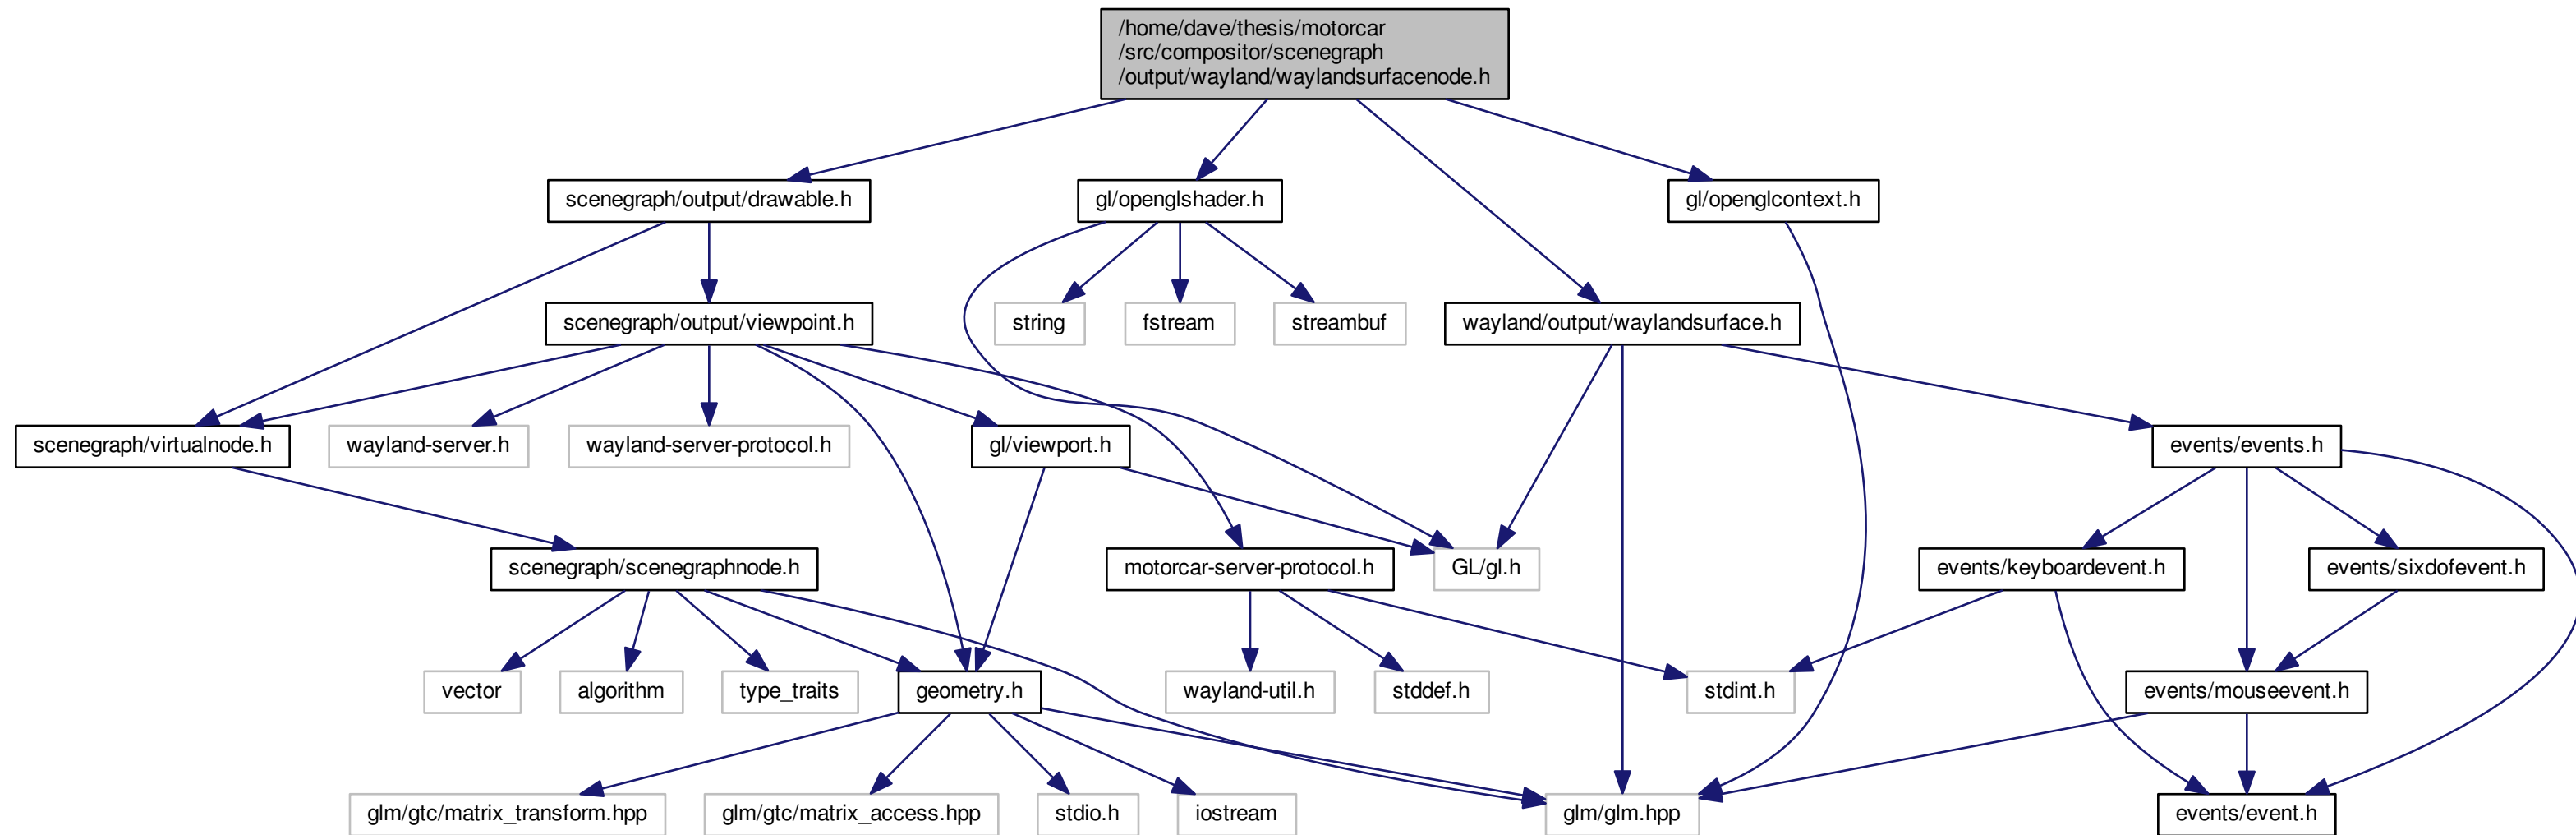 /home/dave/thesis/motorcar
/src/compositor/scenegraph
/output/wayland/waylandsurfacenode.h
scenegraph/output/drawable.h
gl/openglshader.h
gl/openglcontext.h
scenegraph/output/viewpoint.h
string
fstream
streambuf
wayland/output/waylandsurface.h
scenegraph/virtualnode.h
wayland-server.h
wayland-server-protocol.h
gl/viewport.h
events/events.h
scenegraph/scenegraphnode.h
motorcar-server-protocol.h
GL/gl.h
events/keyboardevent.h
events/sixdofevent.h
vector
algorithm
type_traits
geometry.h
wayland-util.h
stddef.h
stdint.h
events/mouseevent.h
glm/gtc/matrix_transform.hpp
glm/gtc/matrix_access.hpp
stdio.h
iostream
glm/glm.hpp
events/event.h